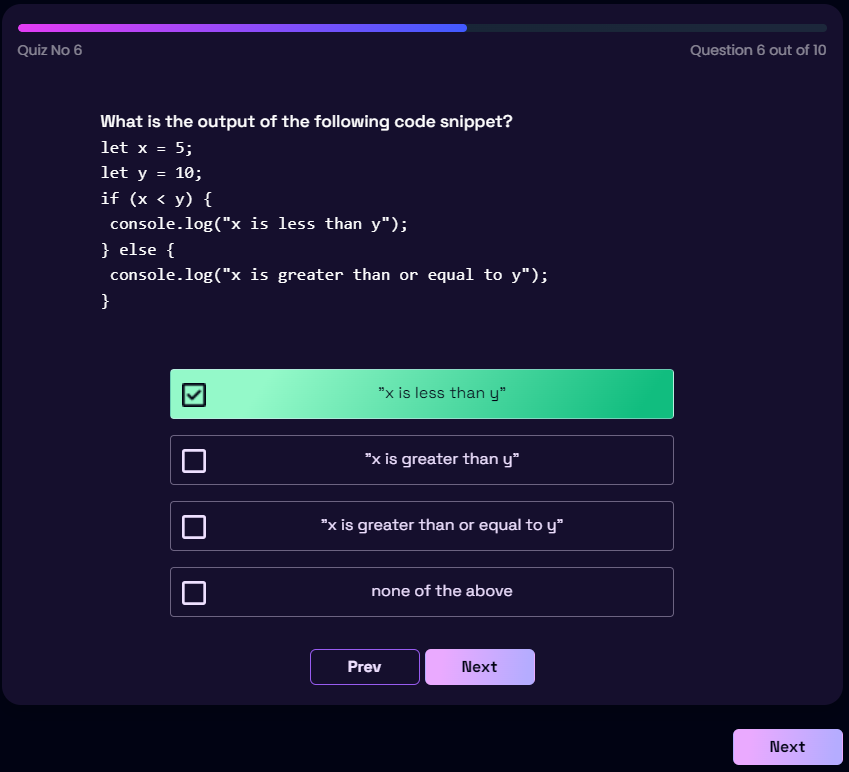 Quiz No 6
Question 6 out of 10
What is the output of the following code snippet?
let x = 5;
let y = 10;
if (x < y) {
 console.log("x is less than y");
} else {
 console.log("x is greater than or equal to y");
}
”x is less than y”
”x is greater than y”
”x is greater than or equal to y”
none of the above
Prev
Next
Next